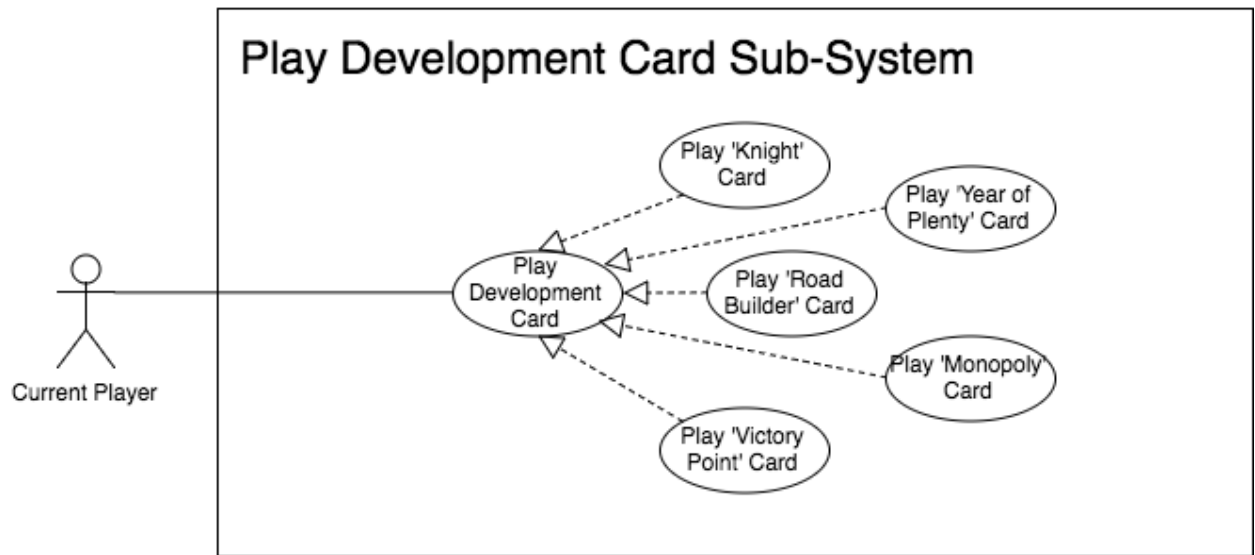 Play Development Card Sub-System
Play 'Knight'
Card
Play 'Year of
Plenty' Card
Play
Development
Card
Play 'Road
Builder' Card
Play 'Monopoly'
Card
Current Player
Play 'Victory
Point' Card